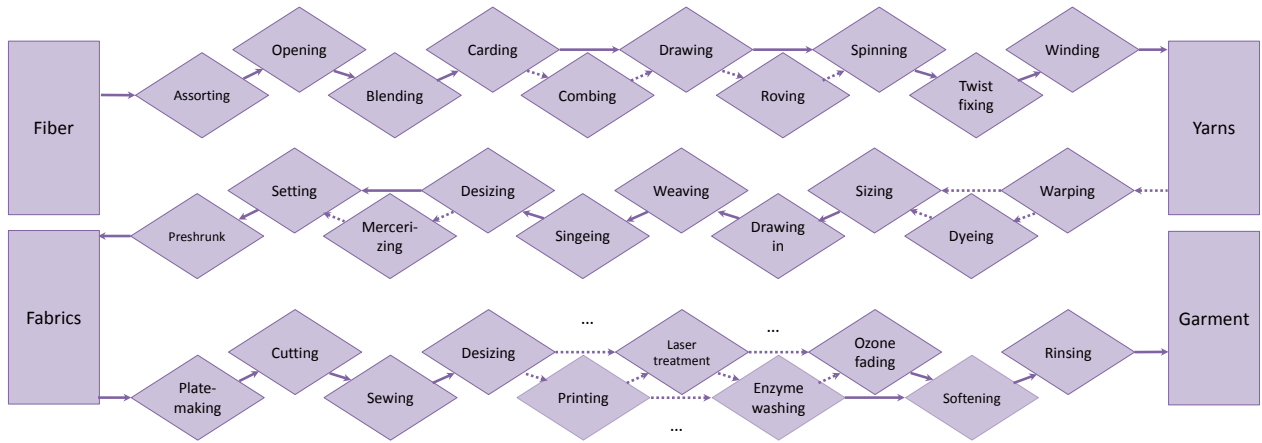 Fiber
Assorting
Opening
Blending
Carding
Combing
Drawing
Roving
Spinning
Twist
fixing
Winding
Yarns
Warping
Dyeing
Sizing
Drawing
in
Weaving
Singeing
Desizing
Merceri-
zing
Setting
Preshrunk
Fabrics
Plate-
making
Cutting
Sewing
Desizing
...
Printing
Laser
treatment
...
Enzyme
washing
...
Ozone
fading
Softening
Rinsing
Garment